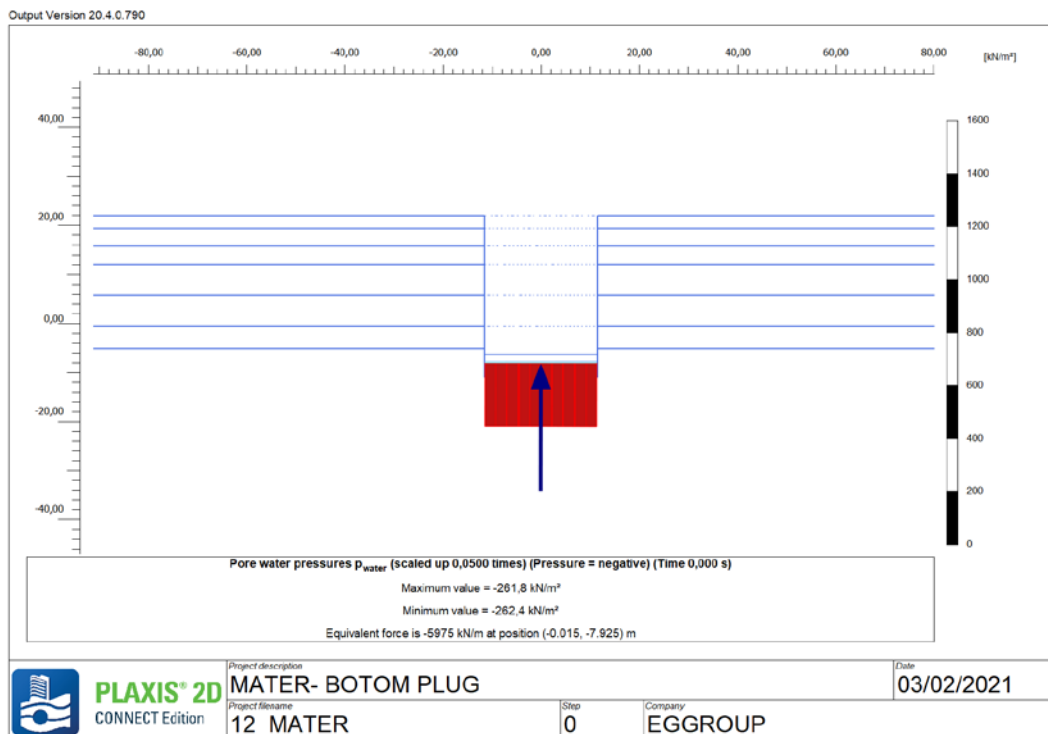 Output Version 20.4.0.790
-80,00 -60,00 -40,00 -20,00 0,00 20,00 40,00 60,00 80,00
[kN/m²]
40,00
20,00
0,00
-20,00
-40,00
1600
1400
1200
1000
800
600
400
200
0
Pore water pressures p water (scaled up 0,0500 times) (Pressure = negative) (Time 0,000 s)
Maximum value = -261,8 kN/m²
Minimum value = -262,4 kN/m²
Equivalent force is -5975 kN/m at position (-0.015, -7.925) m
PLAXIS® 2D
CONNECT Edition
Project description
MATER- BOTOM PLUG
Date
03/02/2021
Project filename
12_MATER
Step
0
Company
EGGROUP